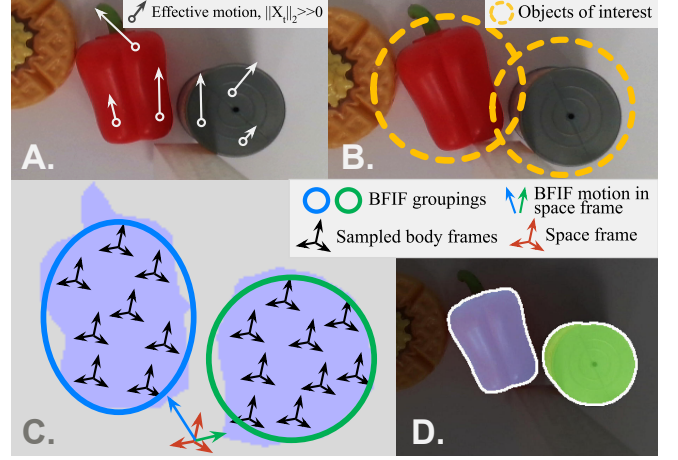 Effective motion, ||X_t||_2>>0
Objects of interest
A.
B.
BFIF groupings
BFIF motion in
space frame
Sampled body frames
Space frame
C.
D.